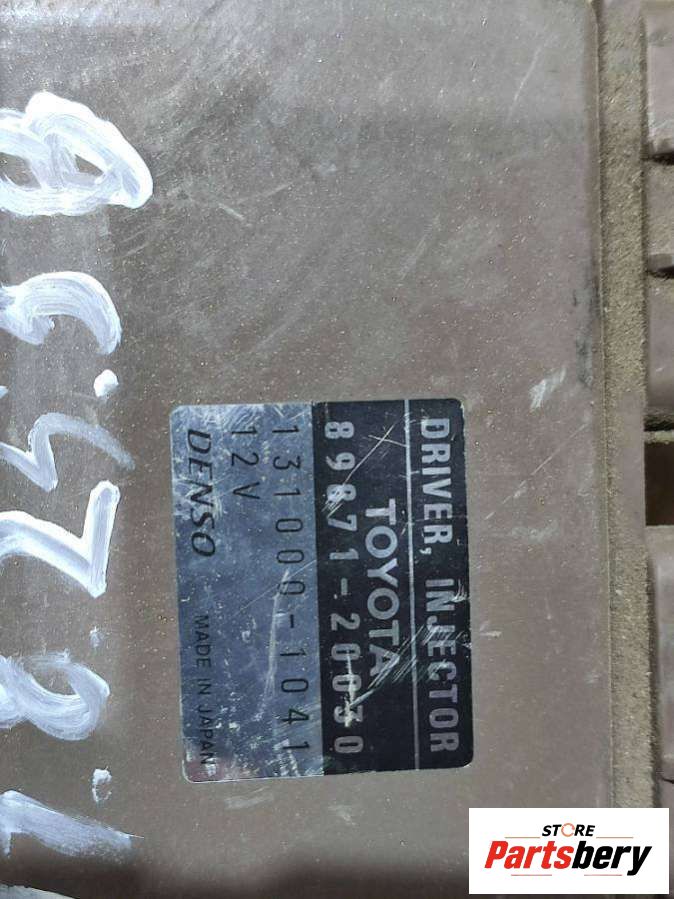 DRIVER, INJECTOR
TOYOTA
89871-20030
131000-1041
12V
DENSO MADE IN JAPAN
STORE
Partsbery